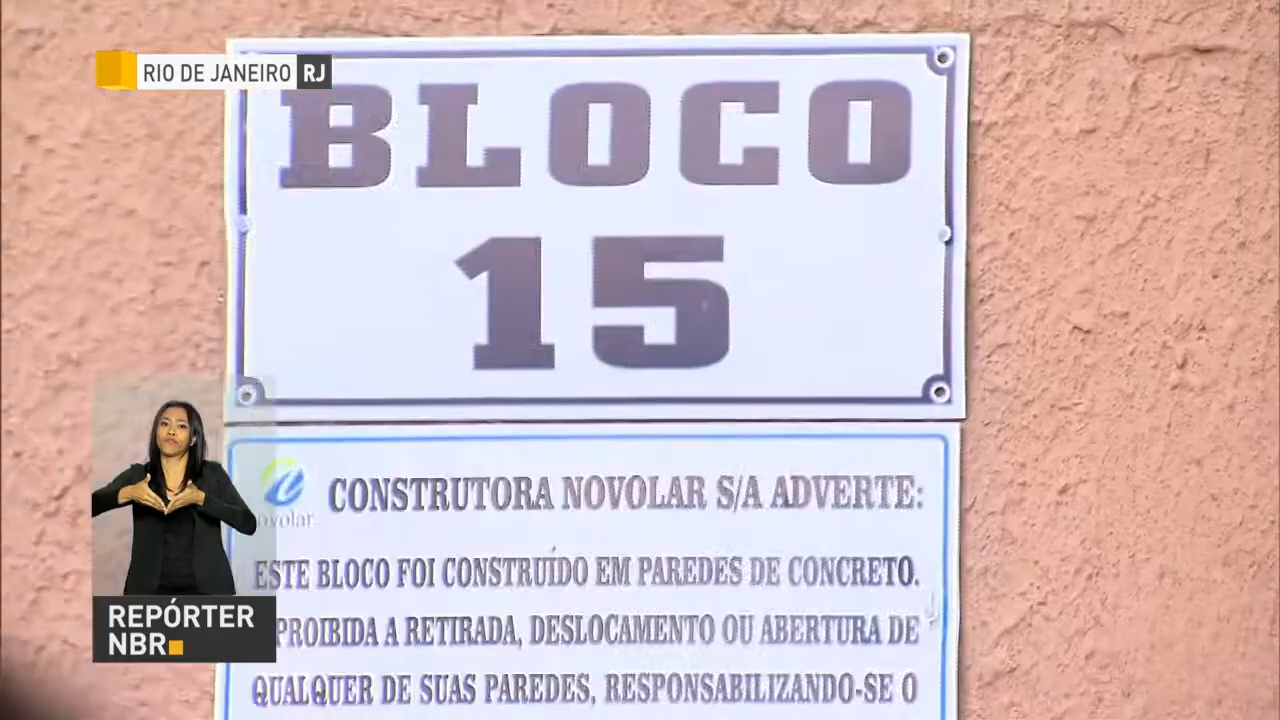 RIO DE JANEIRO RJ
BLOCO
15
CONSTRUTORA NOVOLAR S/A ADVERTE:
ovolar
ESTE BLOCO FOI CONSTRUÍDO EM PAREDES DE CONCRETO.
PROIBIDA A RETIRADA, DESLOCAMENTO OU ABERTURA DE
QUALQUER DE SUAS PAREDES, RESPONSABILIZANDO-SE O
REPÓRTER
NBR